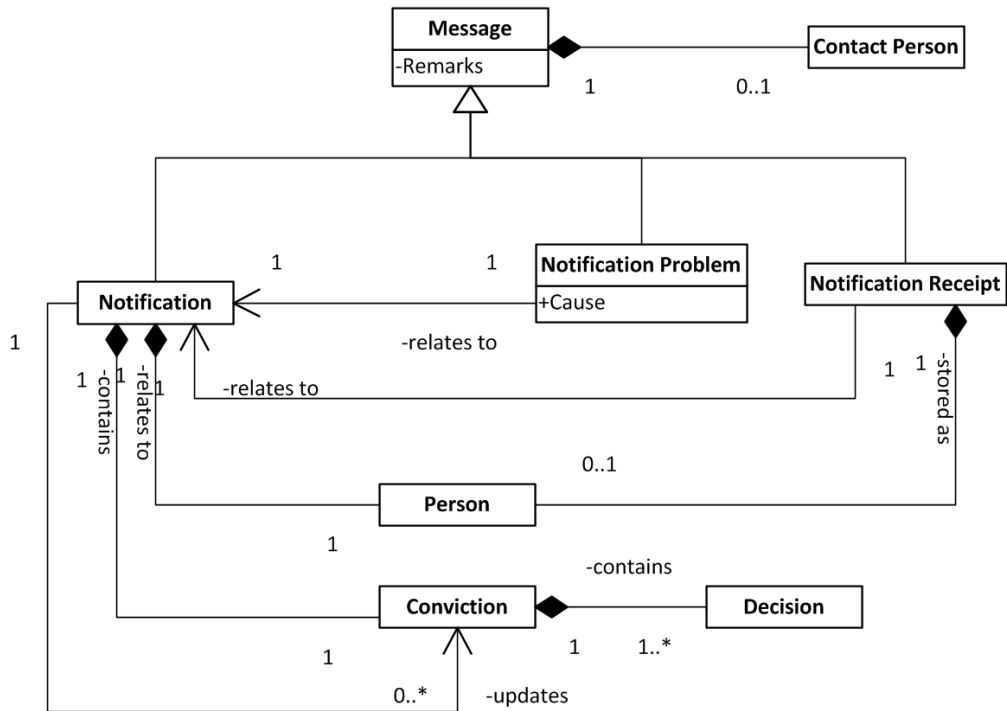 Message
-Remarks
Contact Person
1
0..1
1
1
Notification Problem
+Cause
Notification
Notification Receipt
1
-relates to
1
-contains
1
-relates to
1
-relates to
1
1
-stored as
0..1
Person
1
-contains
Conviction
Decision
1
1
1..*
0..*
-updates